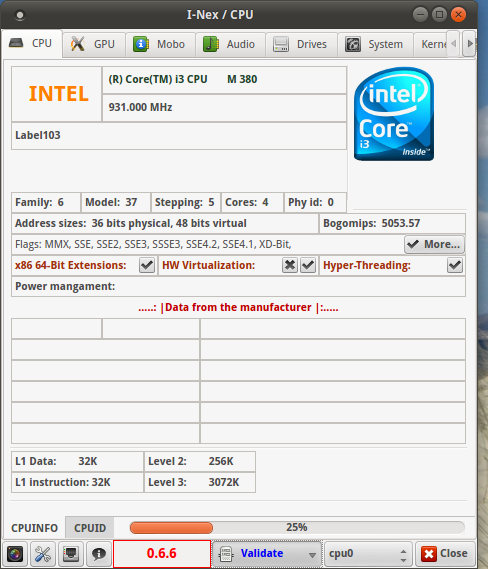 I-Nex / CPU
CPU GPU Mobo Audio Drives System Kerne
INTEL
(R) Core(TM) i3 CPU M 380
931.000 MHz
Label103
intel
Core™
i3
inside™
Family: 6 Model: 37 Stepping: 5 Cores: 4 Phy id: 0
Address sizes: 36 bits physical, 48 bits virtual Bogomips: 5053.57
Flags: MMX, SSE, SSE2, SSE3, SSSE3, SSE4.2, SSE4.1, XD-Bit, More...
x86 64-Bit Extensions: HW Virtualization: Hyper-Threading:
Power mangament:
.....: |Data from the manufacturer |:.....
L1 Data: 32K Level 2: 256K
L1 instruction: 32K Level 3: 3072K
CPUINFO CPUID 25%
0.6.6 Validate cpu0 Close